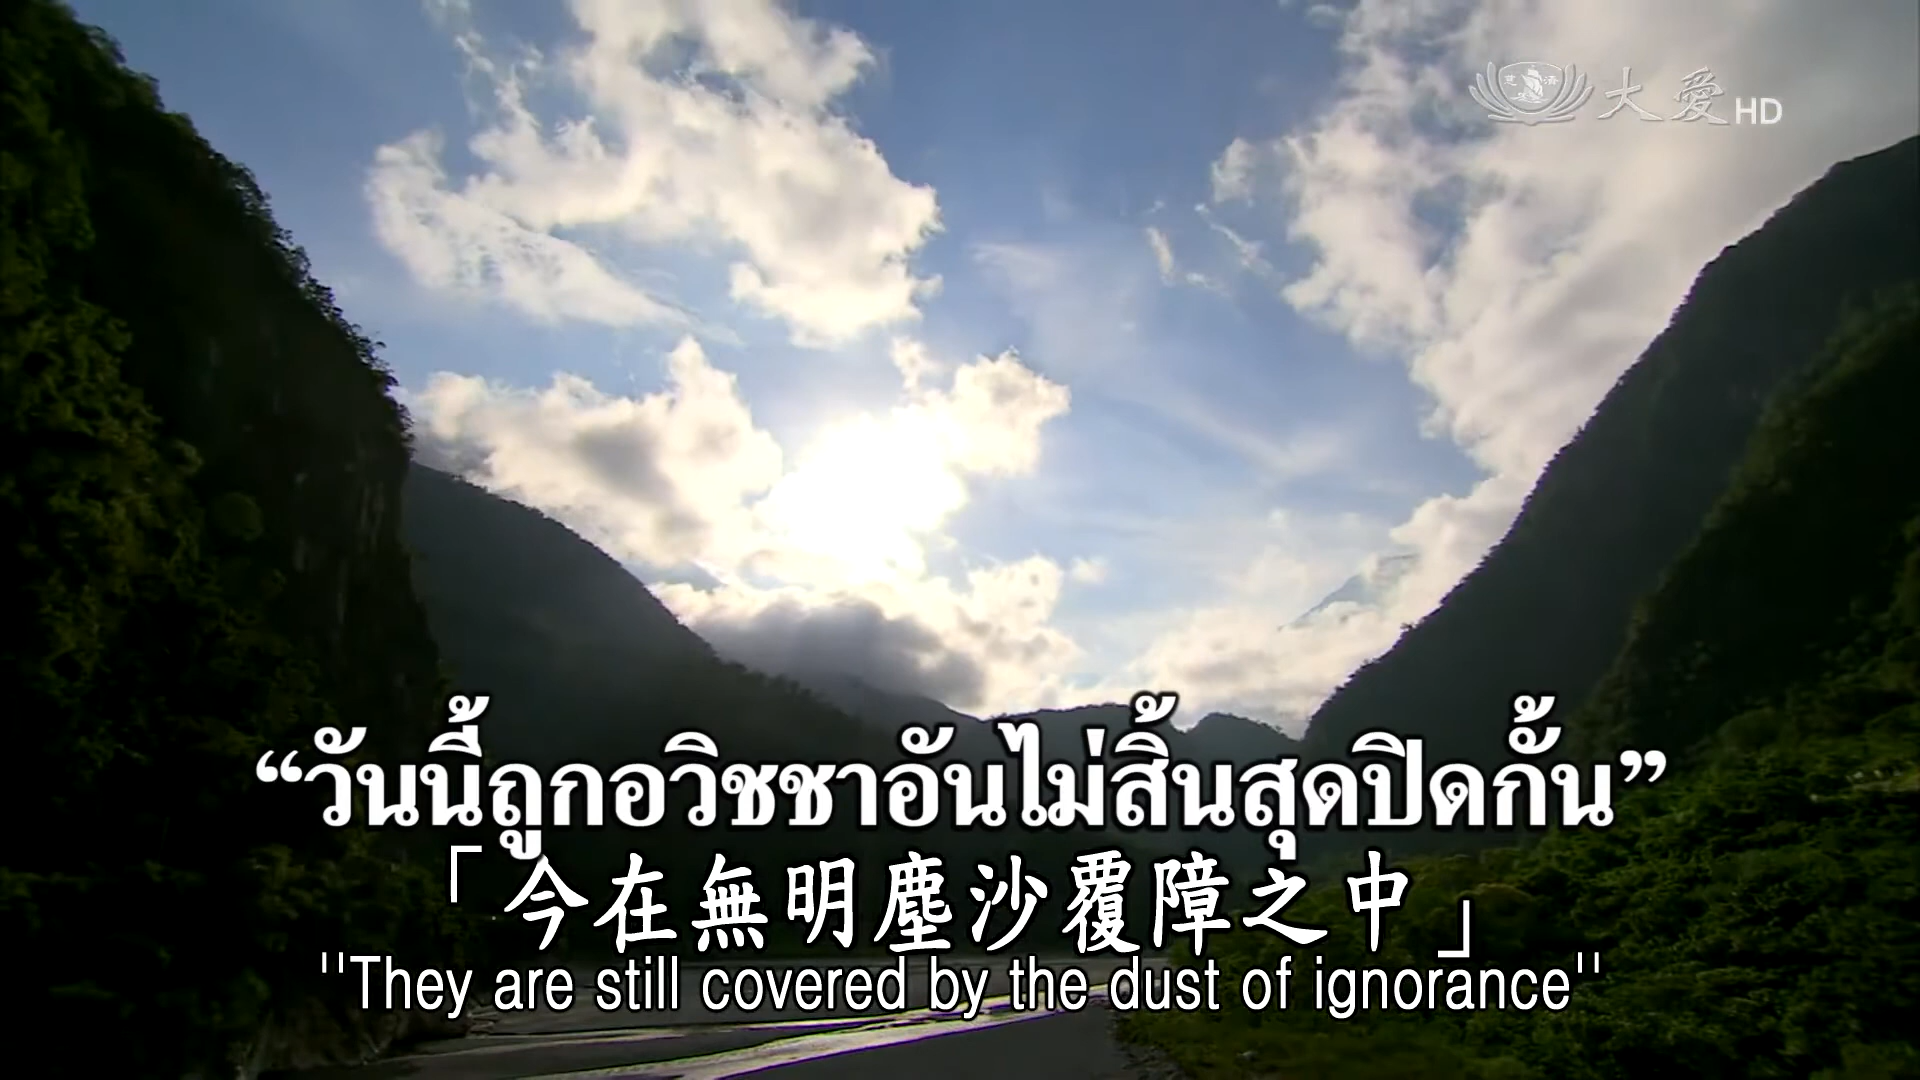 大愛HD
“วันนี้ถูกอวิชชาอันไม่สิ้นสุดปิดกั้น”
「今在無明塵沙覆障之中」
"They are still covered by the dust of ignorance"